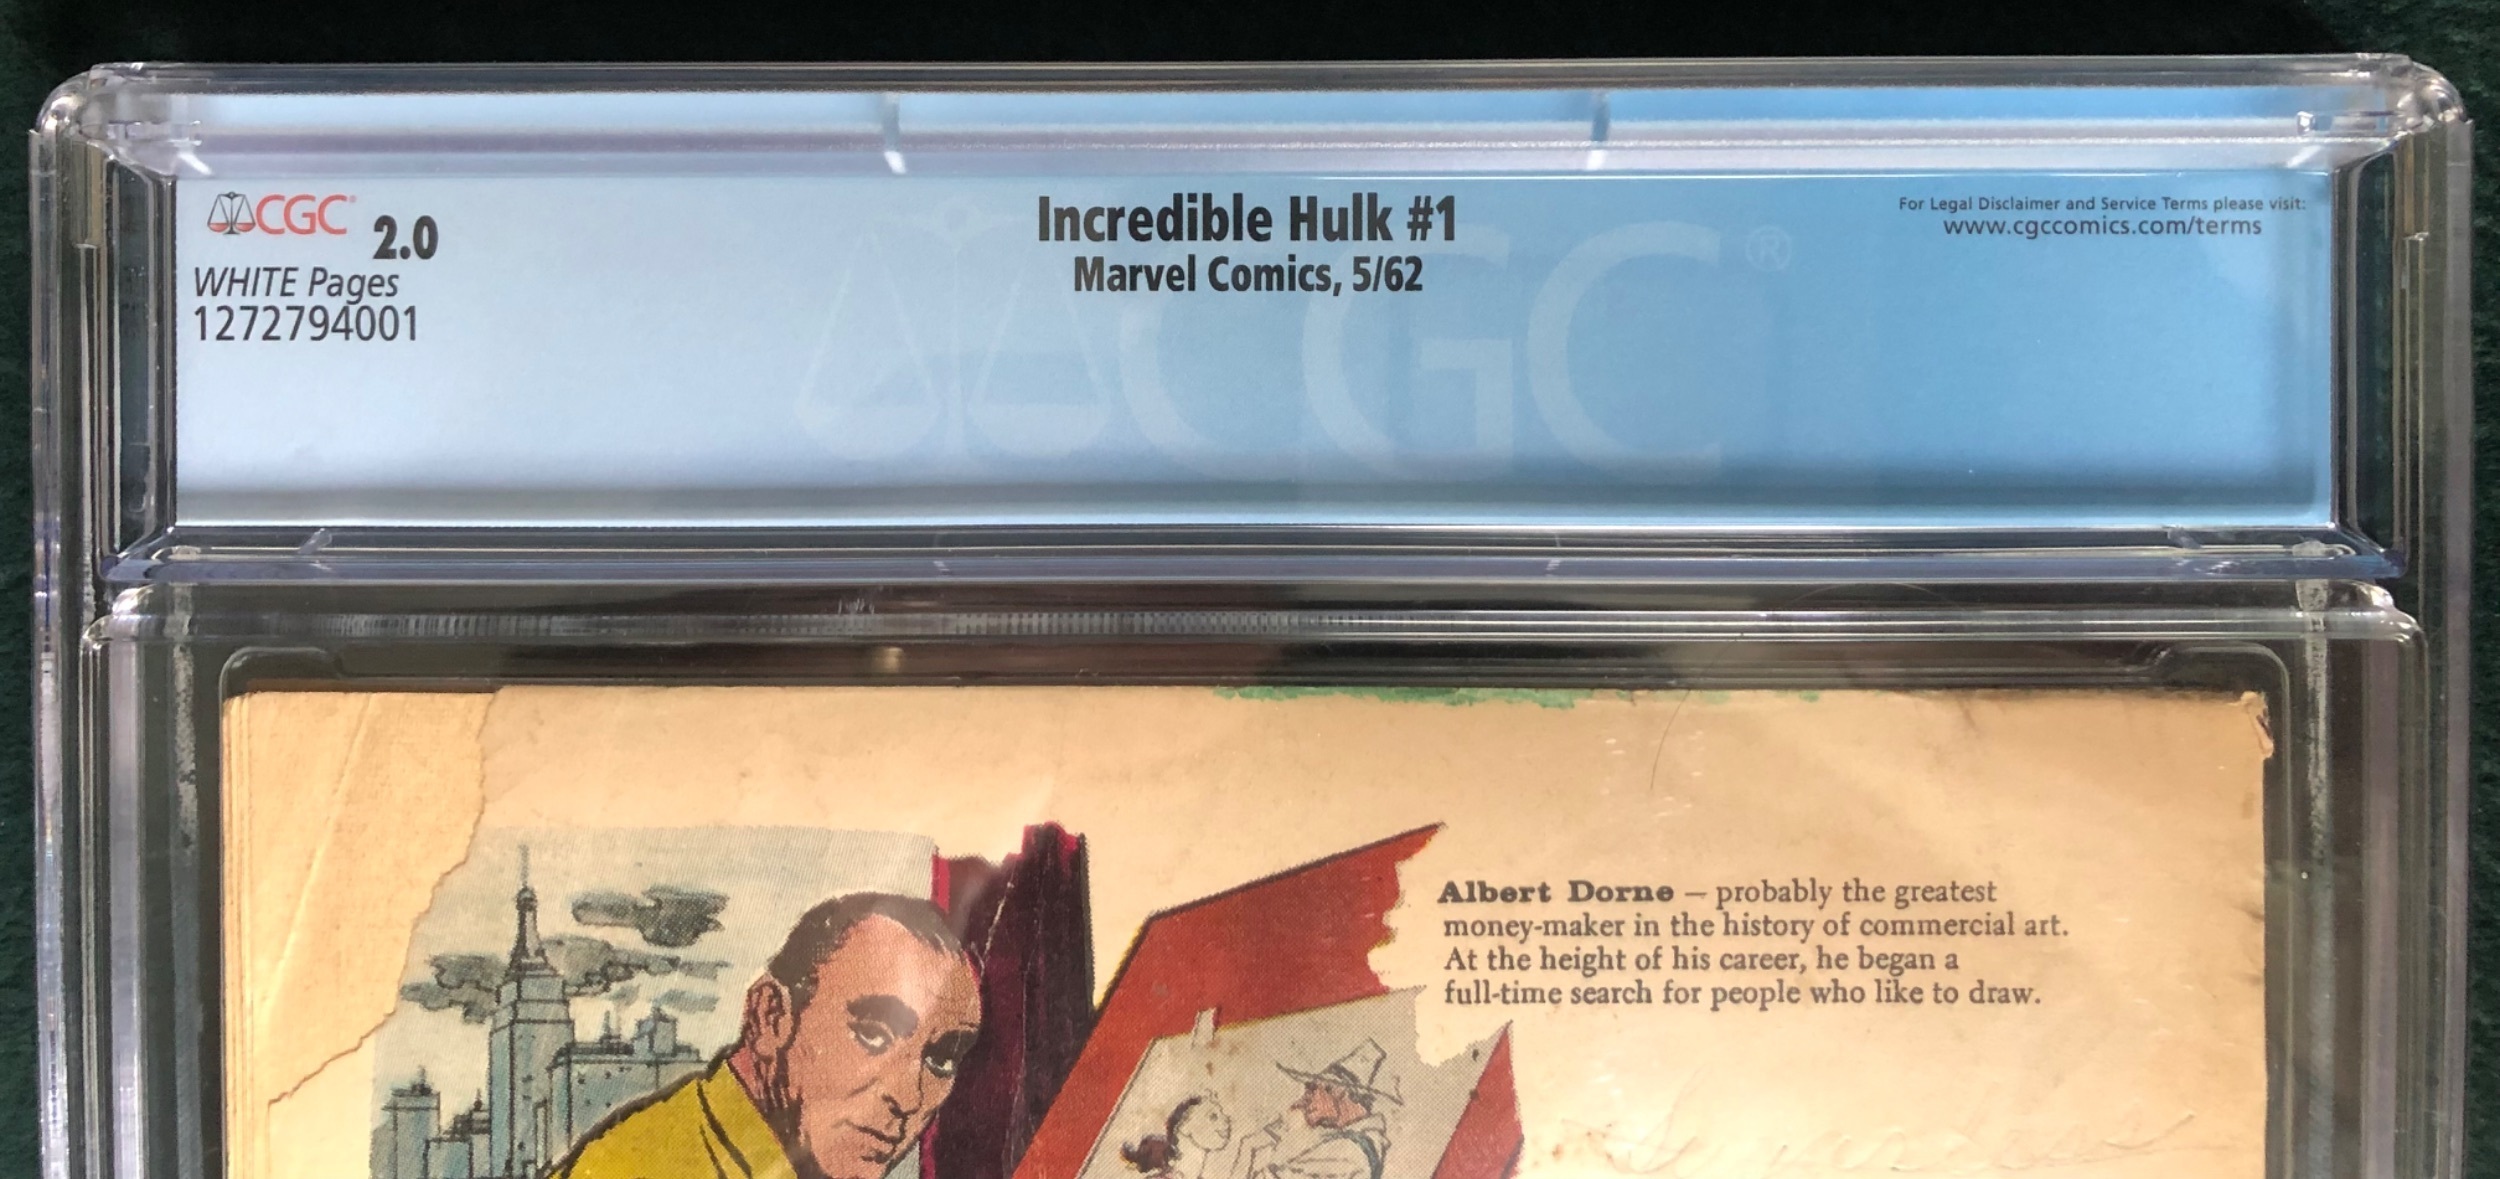 CGC 2.0
WHITE Pages
1272794001
Incredible Hulk #1
Marvel Comics, 5/62
For Legal Disclaimer and Service Terms please visit:
www.cgccomics.com/terms
CGC®
Albert Dorne — probably the greatest
money-maker in the history of commercial art.
At the height of his career, he began a
full-time search for people who like to draw.